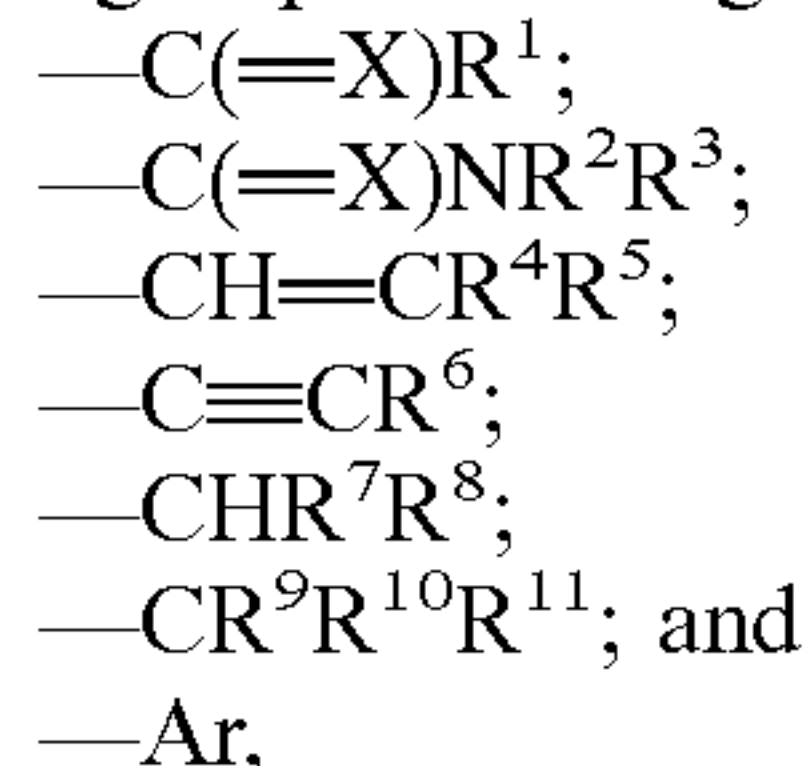 —C(═X)R¹;
—C(═X)NR²R³;
—CH═CR⁴R⁵;
—C≡CR⁶;
—CHR⁷R⁸;
—CR⁹R¹⁰R¹¹; and
—Ar,